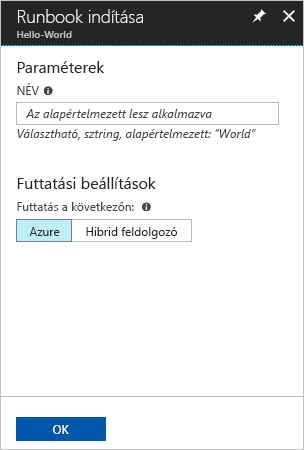 Runbook indítása
Hello-World
Paraméterek
NÉV
Az alapértelmezett lesz alkalmazva
Választható, sztring, alapértelmezett: "World"
Futtatási beállítások
Futtatás a következőn:
Azure Hibrid feldolgozó
OK